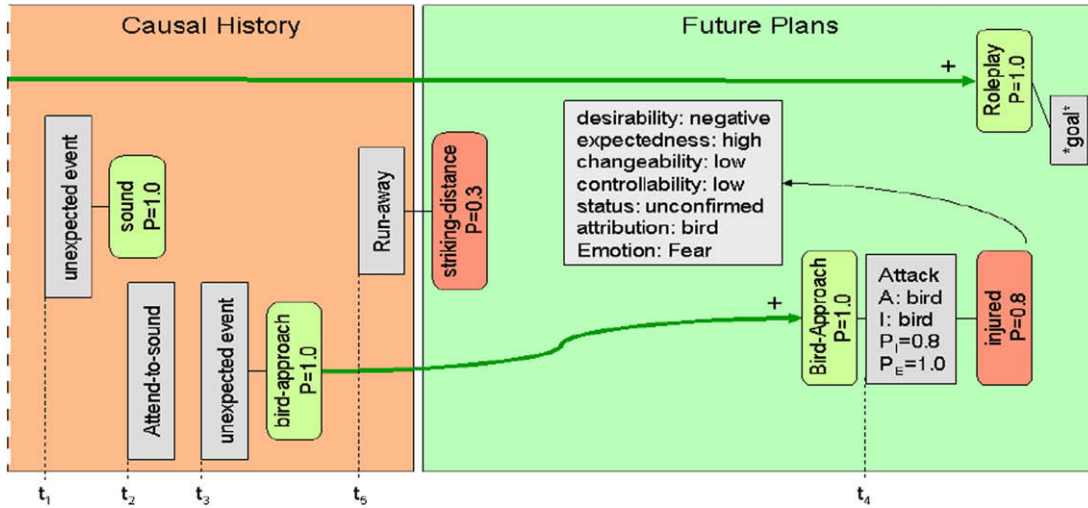 Causal History
Future Plans
+
Roleplay
P=1.0
*goal*
unexpected event
sound
P=1.0
Run-away
striking-distance
P=0.3
desirability: negative
expectedness: high
changeability: low
controllability: low
status: unconfirmed
attribution: bird
Emotion: Fear
Attend-to-sound
unexpected event
bird-approach
P=1.0
+
Bird-Approach
P=1.0
Attack
A: bird
I: bird
PI=0.8
PE=1.0
injured
P=0.8
t1
t2
t3
t5
t4